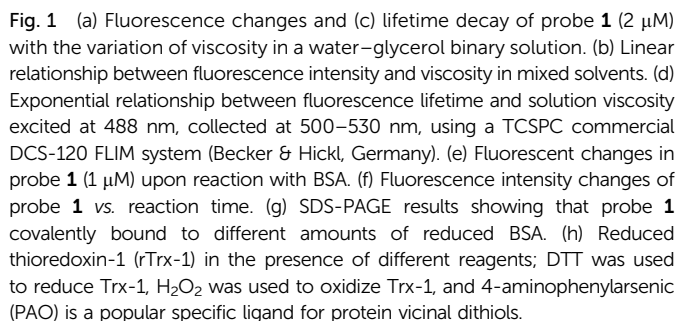 Fig. 1 (a) Fluorescence changes and (c) lifetime decay of probe 1 (2 μM)
with the variation of viscosity in a water–glycerol binary solution. (b) Linear
relationship between fluorescence intensity and viscosity in mixed solvents. (d)
Exponential relationship between fluorescence lifetime and solution viscosity
excited at 488 nm, collected at 500–530 nm, using a TCSPC commercial
DCS-120 FLIM system (Becker & Hickl, Germany). (e) Fluorescent changes in
probe 1 (1 μM) upon reaction with BSA. (f) Fluorescence intensity changes of
probe 1 vs. reaction time. (g) SDS-PAGE results showing that probe 1
covalently bound to different amounts of reduced BSA. (h) Reduced
thioredoxin-1 (rTrx-1) in the presence of different reagents; DTT was used
to reduce Trx-1, H₂O₂ was used to oxidize Trx-1, and 4-aminophenylarsenic
(PAO) is a popular specific ligand for protein vicinal dithiols.